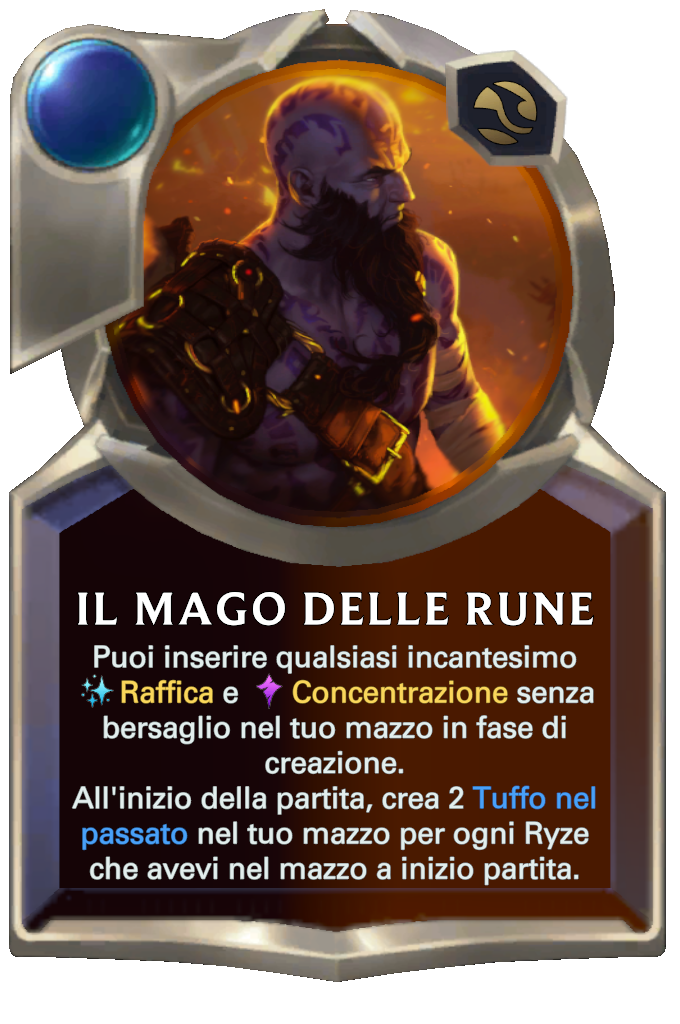 IL MAGO DELLE RUNE
Puoi inserire qualsiasi incantesimo
Raffica e Concentrazione senza
bersaglio nel tuo mazzo in fase di
creazione.
All'inizio della partita, crea 2 Tuffo nel
passato nel tuo mazzo per ogni Ryze
che avevi nel mazzo a inizio partita.